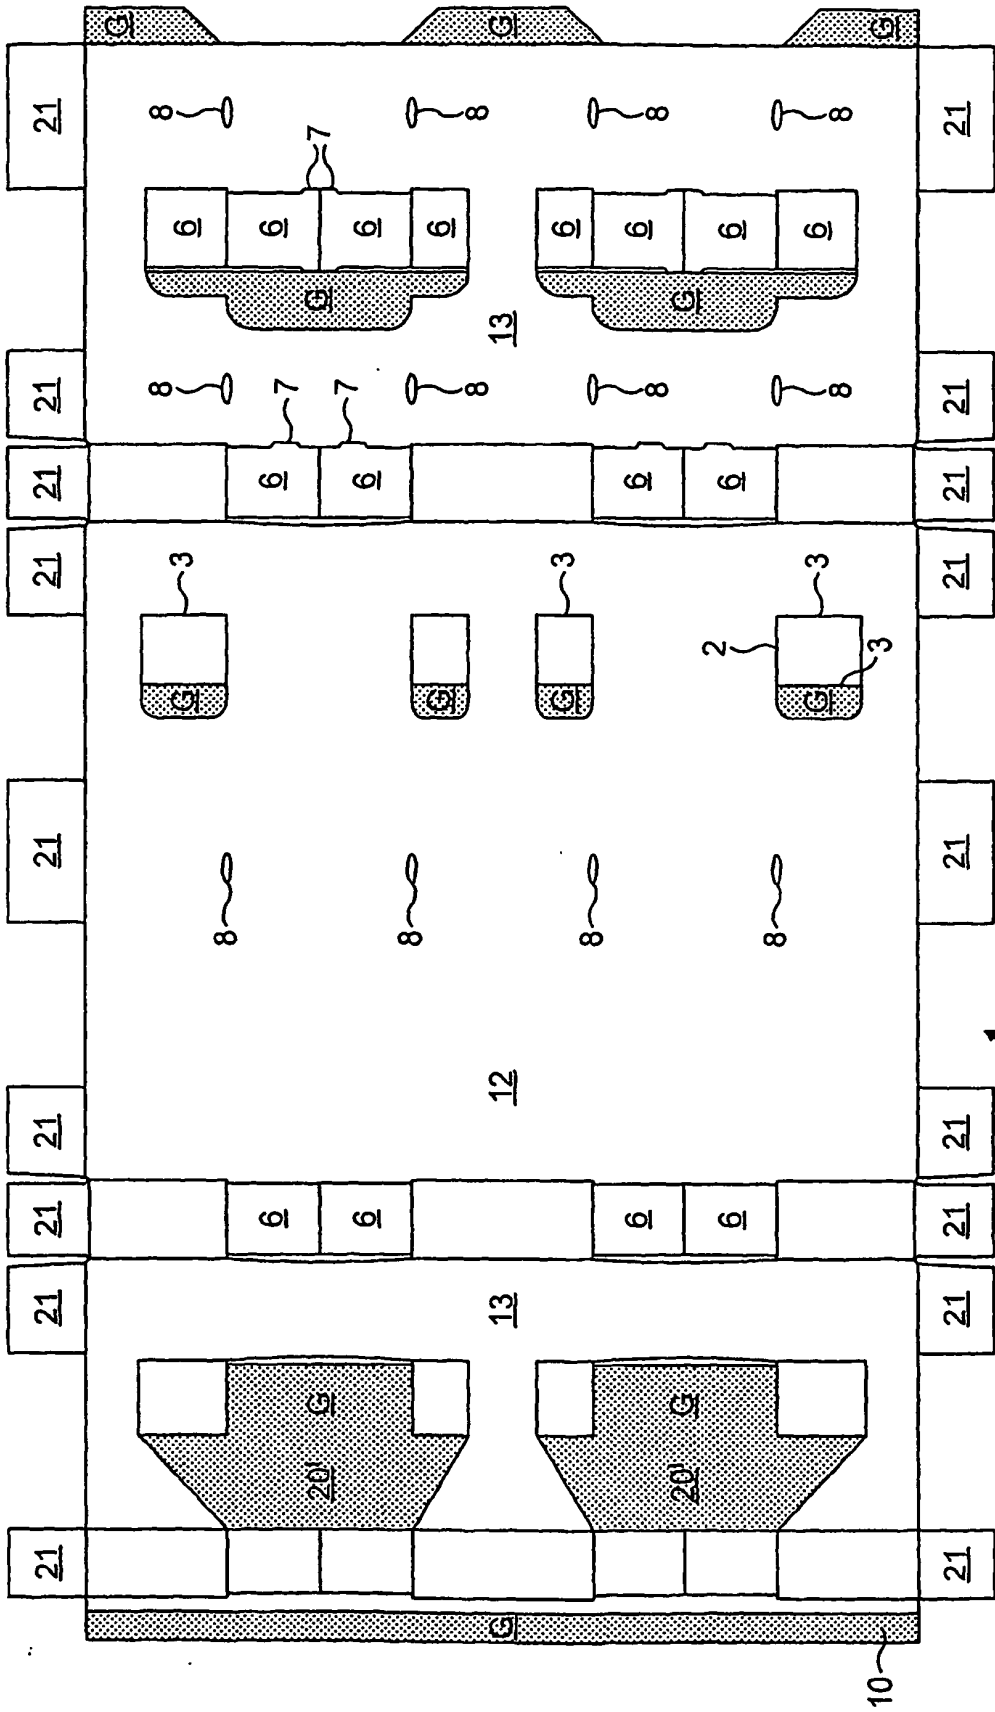 G G G
21 8 8 8 8 21
7
6 6 6 6 6 6 6 6
G G
13
21 8 7 7 8 8 8 21
21 6 6 6 6 21
21 3 3 3 21
2 3
G G G G
21 21
8 8 8 8
12
21 21
21 6 6 6 6 21
21 13 21
G G
20' 20'
21 21
G
10